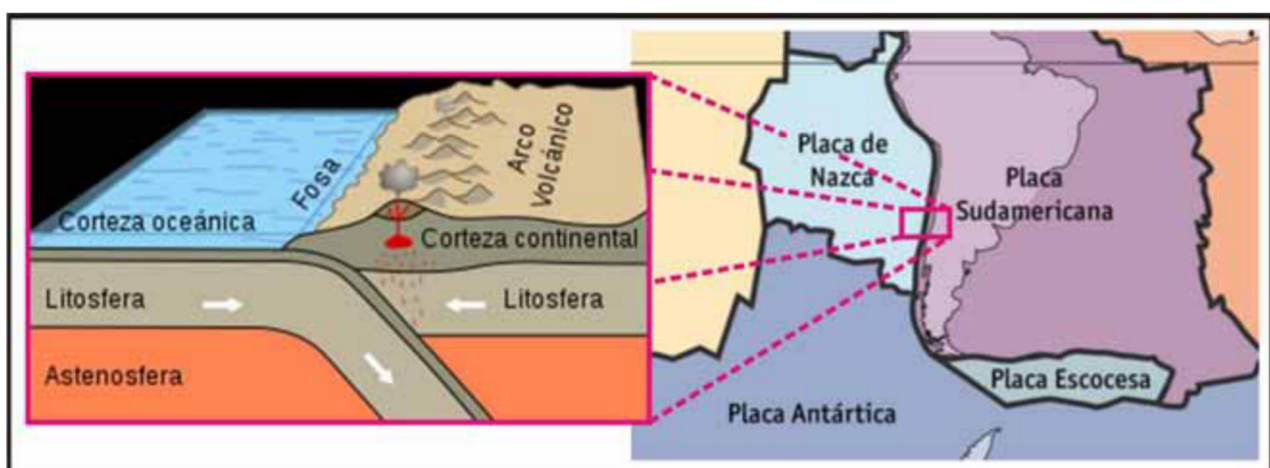 Fosa
Arco
Volcánico
Corteza oceánica
Corteza continental
Litosfera
Litosfera
Astenosfera
Placa de
Nazca
Placa
Sudamericana
Placa Escocesa
Placa Antártica